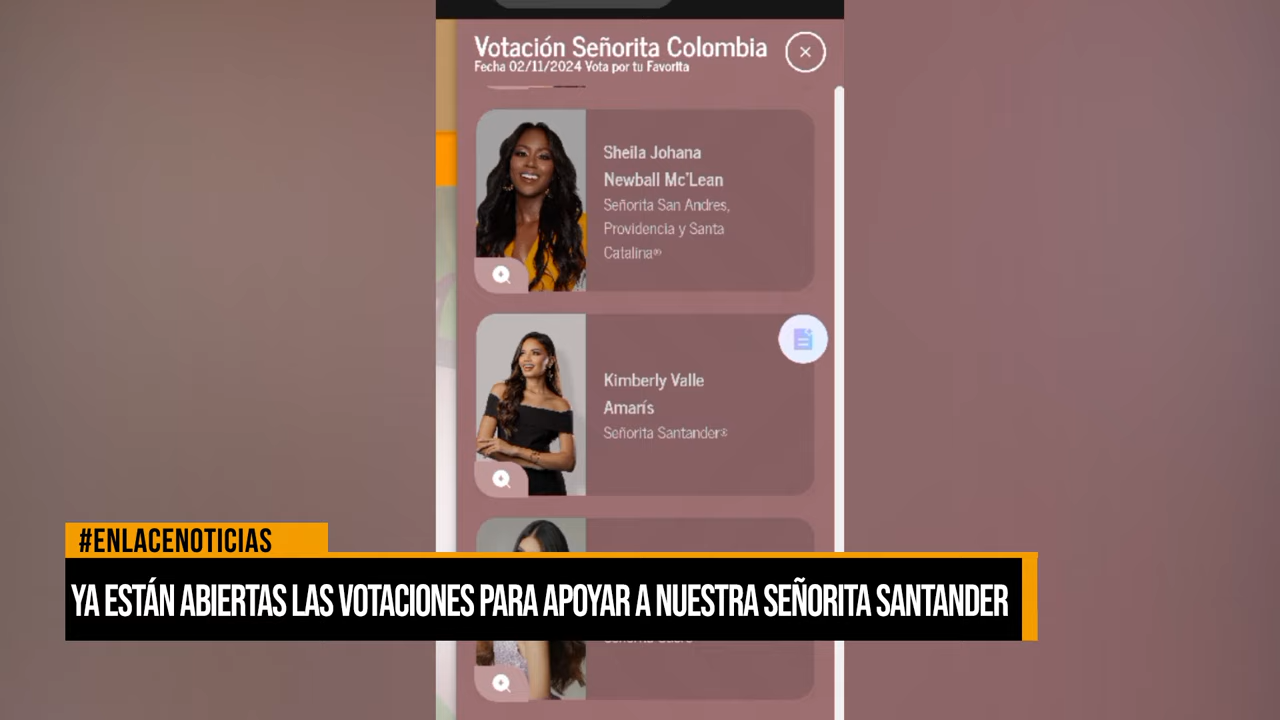 Votación Señorita Colombia
Fecha 02/11/2024 Vota por tu Favorita
Sheila Johana
Newball Mc'Lean
Señorita San Andres,
Providencia y Santa
Catalina®
Kimberly Valle
Amarís
Señorita Santander®
#ENLACENOTICIAS
YA ESTÁN ABIERTAS LAS VOTACIONES PARA APOYAR A NUESTRA SEÑORITA SANTANDER